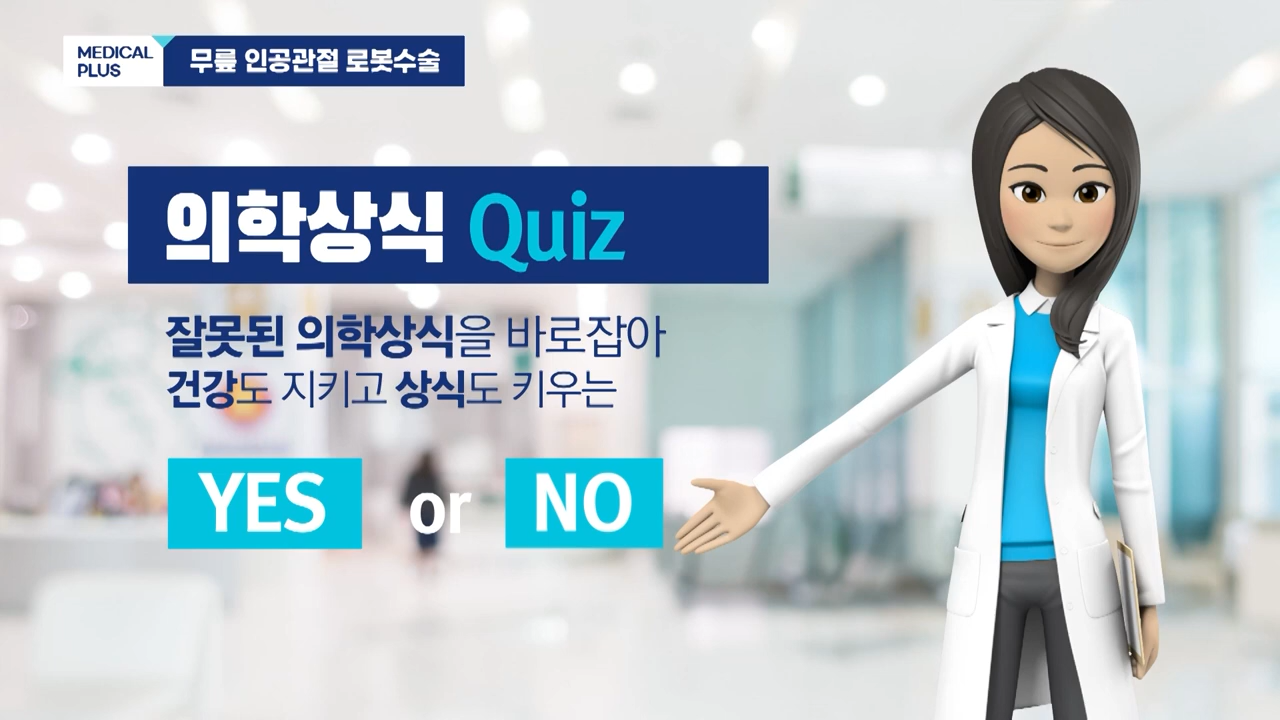 MEDICAL
PLUS
무릎 인공관절 로봇수술
의학상식 Quiz
잘못된 의학상식을 바로잡아
건강도 지키고 상식도 키우는
YES or NO